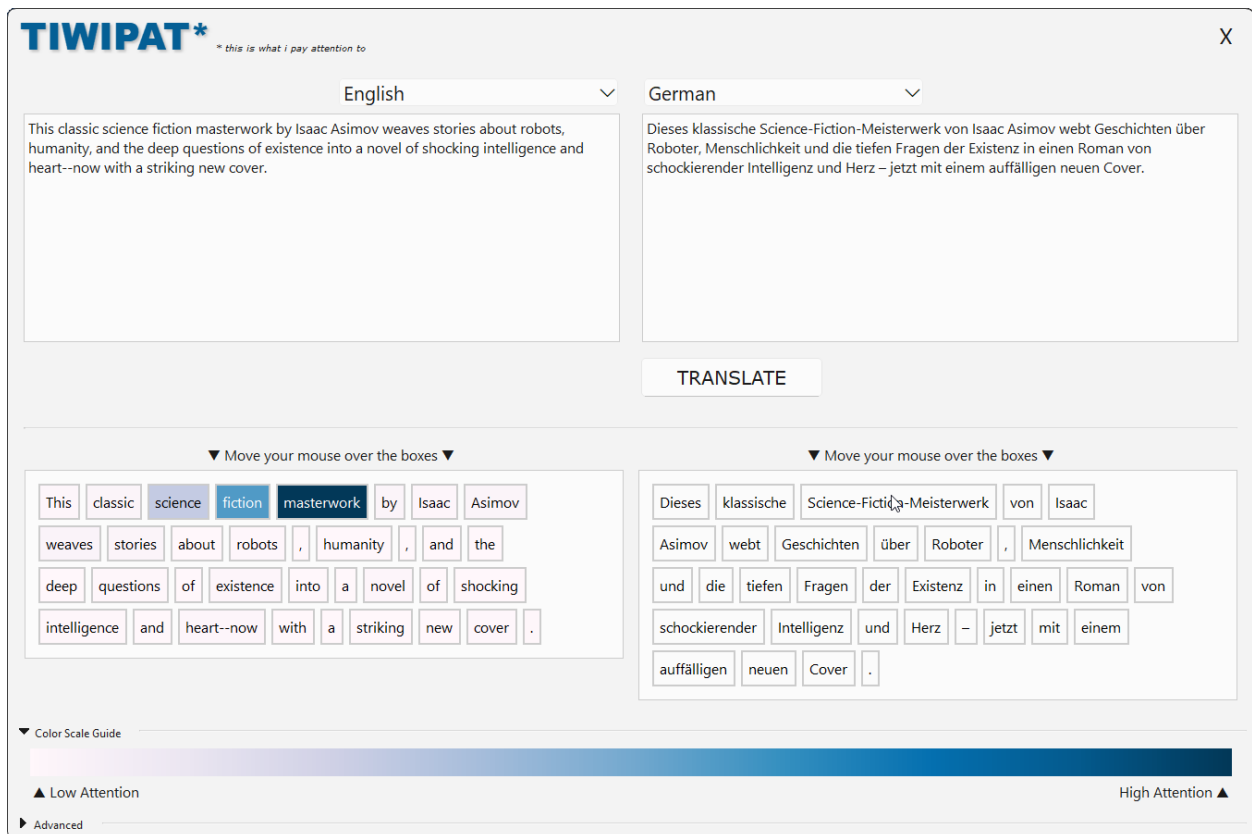 TIWIPAT*
* this is what i pay attention to
X
English
German
This classic science fiction masterwork by Isaac Asimov weaves stories about robots,
humanity, and the deep questions of existence into a novel of shocking intelligence and
heart--now with a striking new cover.
Dieses klassische Science-Fiction-Meisterwerk von Isaac Asimov webt Geschichten über
Roboter, Menschlichkeit und die tiefen Fragen der Existenz in einen Roman von
schockierender Intelligenz und Herz – jetzt mit einem auffälligen neuen Cover.
TRANSLATE
▼ Move your mouse over the boxes ▼
This classic science fiction masterwork by Isaac Asimov
weaves stories about robots , humanity , and the
deep questions of existence into a novel of shocking
intelligence and heart--now with a striking new cover .
▼ Move your mouse over the boxes ▼
Dieses klassische Science-Fiction-Meisterwerk von Isaac
Asimov webt Geschichten über Roboter , Menschlichkeit
und die tiefen Fragen der Existenz in einen Roman von
schockierender Intelligenz und Herz – jetzt mit einem
auffälligen neuen Cover .
Color Scale Guide
▲ Low Attention
High Attention ▲
Advanced